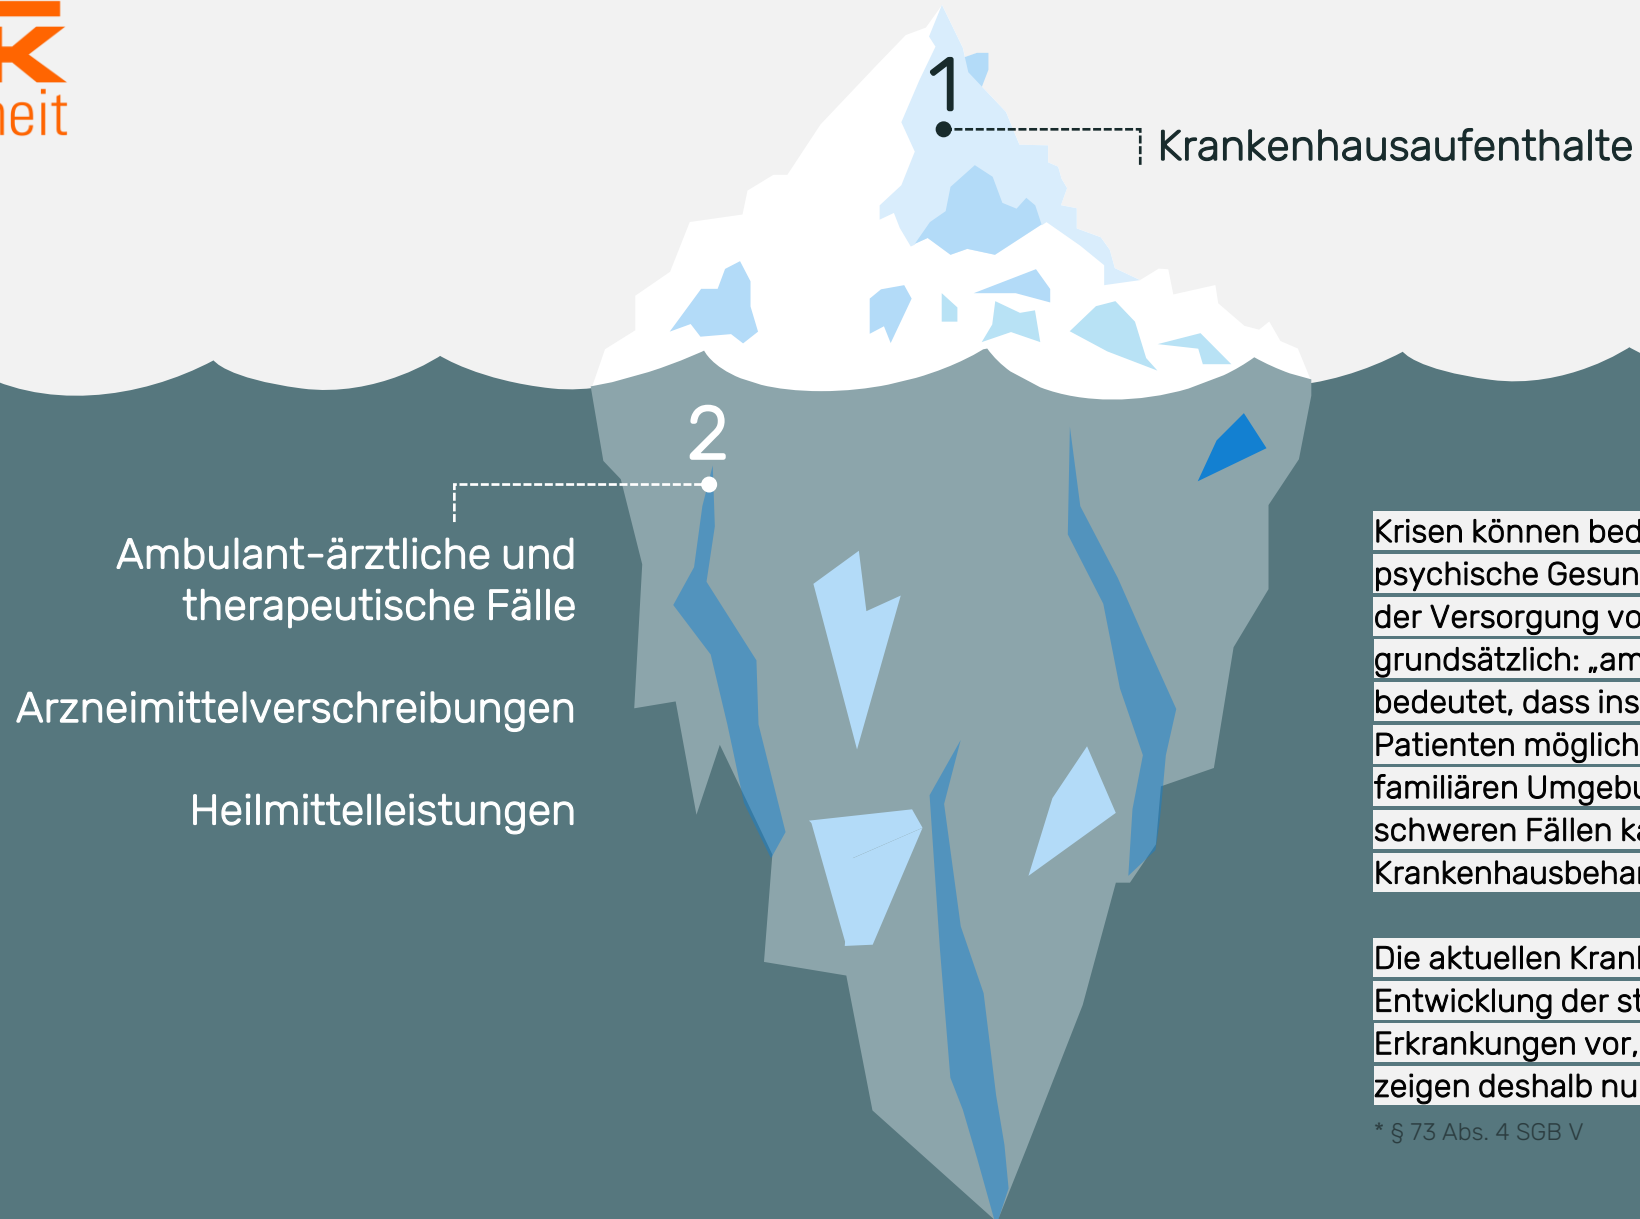 K
heit
1
Krankenhausaufenthalte
2
Ambulant-ärztliche und
therapeutische Fälle
Arzneimittelverschreibungen
Heilmittelleistungen
Krisen können bed
psychische Gesun
der Versorgung vo
grundsätzlich: „am
bedeutet, dass ins
Patienten möglich
familiären Umgebu
schweren Fällen ka
Krankenhausbehar
Die aktuellen Krank
Entwicklung der st
Erkrankungen vor,
zeigen deshalb nu
* § 73 Abs. 4 SGB V